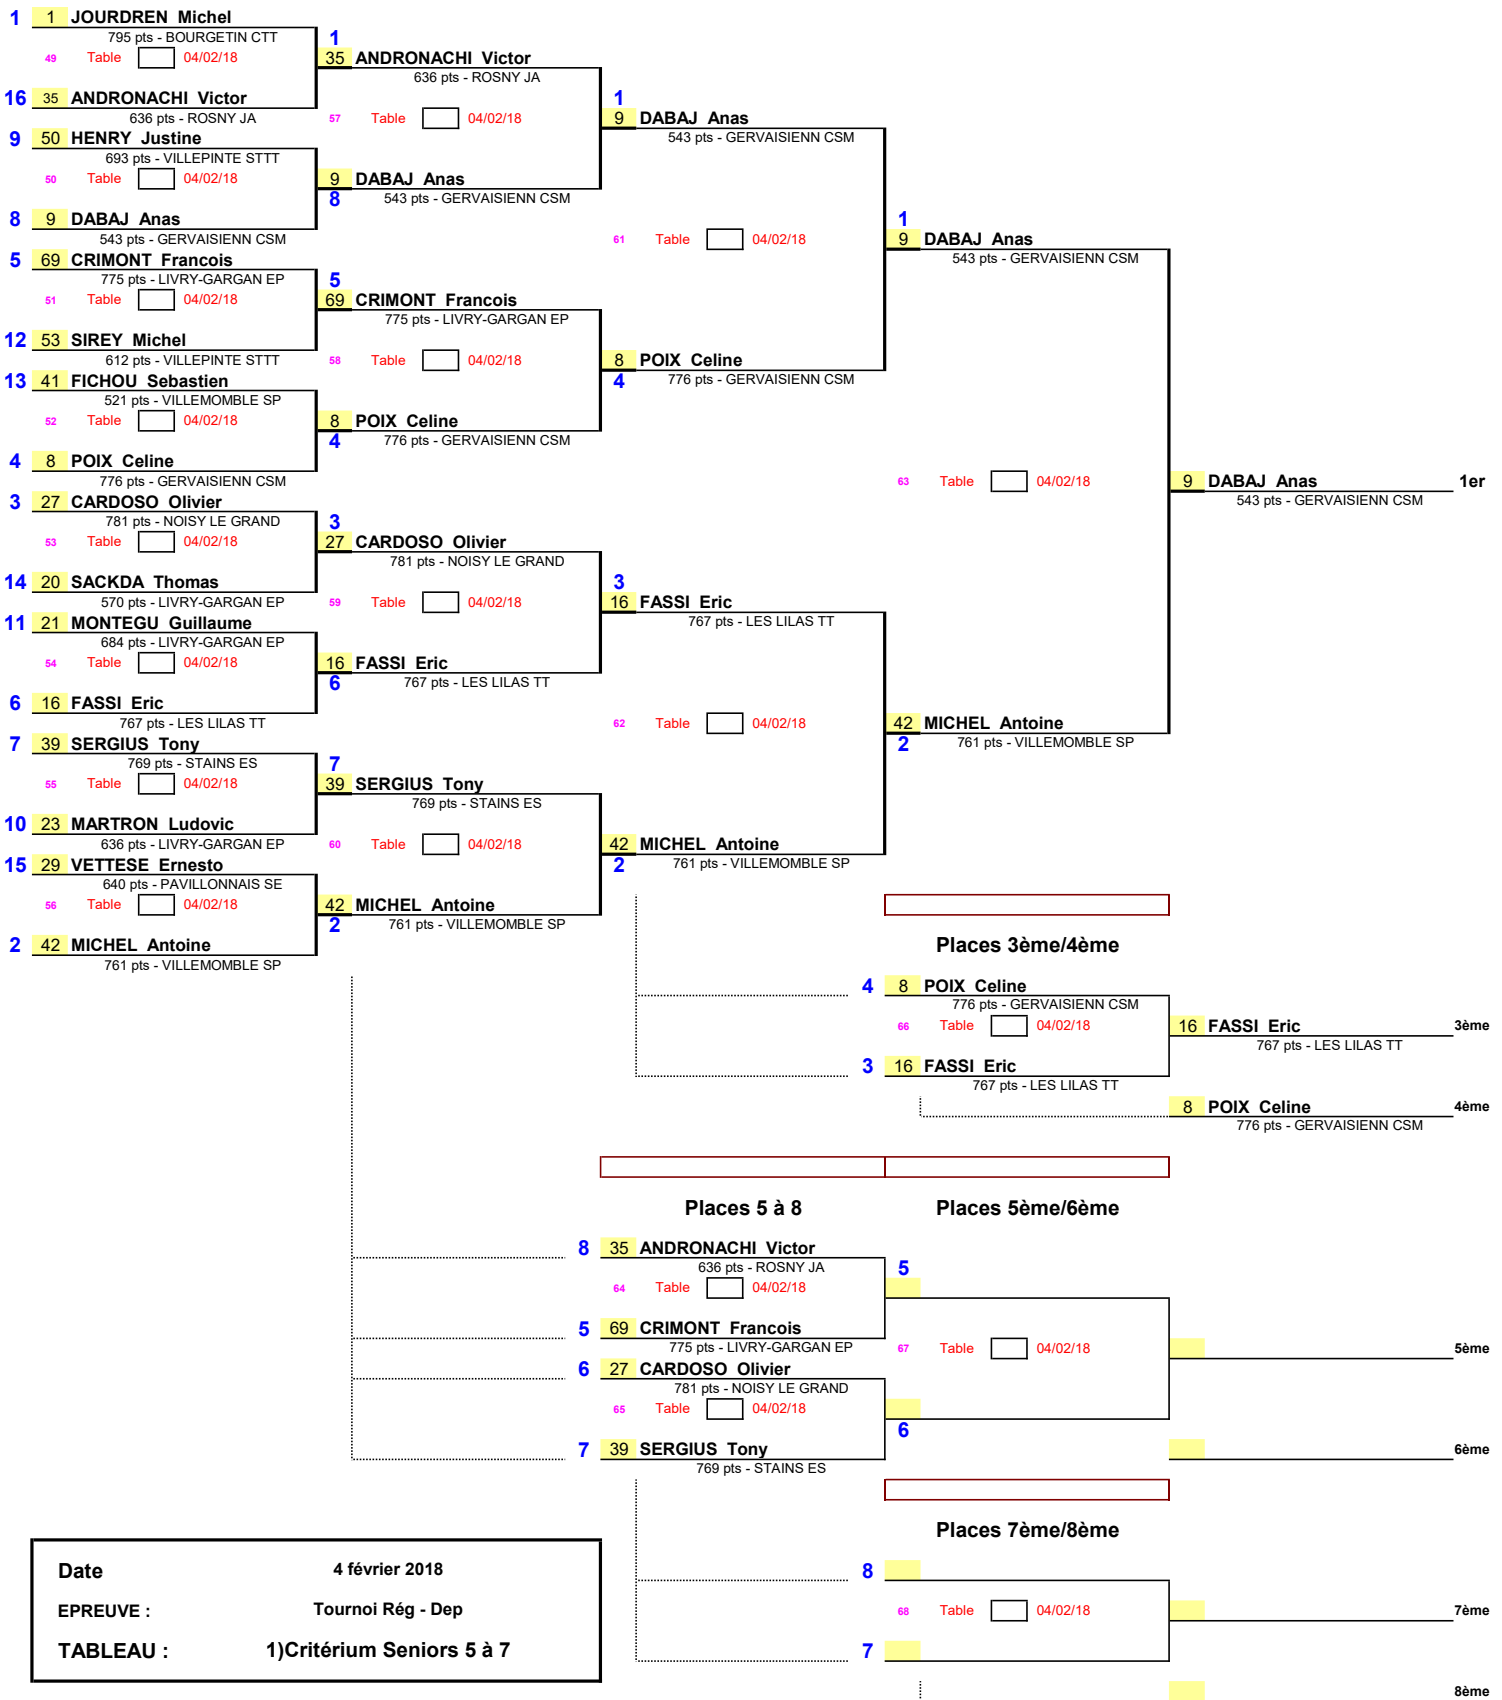 1 1 JOURDREN Michel
795 pts - BOURGETIN CTT
49 Table 04/02/18
16 35 ANDRONACHI Victor
636 pts - ROSNY JA
9 50 HENRY Justine
693 pts - VILLEPINTE STTT
50 Table 04/02/18
8 9 DABAJ Anas
543 pts - GERVAISIENN CSM
5 69 CRIMONT Francois
775 pts - LIVRY-GARGAN EP
51 Table 04/02/18
12 53 SIREY Michel
612 pts - VILLEPINTE STTT
13 41 FICHOU Sebastien
521 pts - VILLEMOMBLE SP
52 Table 04/02/18
4 8 POIX Celine
776 pts - GERVAISIENN CSM
3 27 CARDOSO Olivier
781 pts - NOISY LE GRAND
53 Table 04/02/18
14 20 SACKDA Thomas
570 pts - LIVRY-GARGAN EP
11 21 MONTEGU Guillaume
684 pts - LIVRY-GARGAN EP
54 Table 04/02/18
6 16 FASSI Eric
767 pts - LES LILAS TT
7 39 SERGIUS Tony
769 pts - STAINS ES
55 Table 04/02/18
10 23 MARTRON Ludovic
636 pts - LIVRY-GARGAN EP
15 29 VETTESE Ernesto
640 pts - PAVILLONNAIS SE
56 Table 04/02/18
2 42 MICHEL Antoine
761 pts - VILLEMOMBLE SP
1
35 ANDRONACHI Victor
636 pts - ROSNY JA
57 Table 04/02/18
9 DABAJ Anas
8 543 pts - GERVAISIENN CSM
5
69 CRIMONT Francois
775 pts - LIVRY-GARGAN EP
58 Table 04/02/18
8 POIX Celine
4 776 pts - GERVAISIENN CSM
3
27 CARDOSO Olivier
781 pts - NOISY LE GRAND
59 Table 04/02/18
16 FASSI Eric
6 767 pts - LES LILAS TT
7
39 SERGIUS Tony
769 pts - STAINS ES
60 Table 04/02/18
42 MICHEL Antoine
2 761 pts - VILLEMOMBLE SP
1
9 DABAJ Anas
543 pts - GERVAISIENN CSM
61 Table 04/02/18
8 POIX Celine
4 776 pts - GERVAISIENN CSM
3
16 FASSI Eric
767 pts - LES LILAS TT
62 Table 04/02/18
42 MICHEL Antoine
2 761 pts - VILLEMOMBLE SP
1
9 DABAJ Anas
543 pts - GERVAISIENN CSM
63 Table 04/02/18
42 MICHEL Antoine
2 761 pts - VILLEMOMBLE SP
9 DABAJ Anas 1er
543 pts - GERVAISIENN CSM
Places 3ème/4ème
4 8 POIX Celine
776 pts - GERVAISIENN CSM
66 Table 04/02/18
3 16 FASSI Eric
767 pts - LES LILAS TT
16 FASSI Eric 3ème
767 pts - LES LILAS TT
8 POIX Celine 4ème
776 pts - GERVAISIENN CSM
Places 5 à 8
Places 5ème/6ème
8 35 ANDRONACHI Victor
636 pts - ROSNY JA
64 Table 04/02/18
5 69 CRIMONT Francois
775 pts - LIVRY-GARGAN EP
6 27 CARDOSO Olivier
781 pts - NOISY LE GRAND
65 Table 04/02/18
7 39 SERGIUS Tony
769 pts - STAINS ES
5
67 Table 04/02/18
6
5ème
6ème
Places 7ème/8ème
8
68 Table 04/02/18
7
7ème
8ème
Date 4 février 2018
EPREUVE : Tournoi Rég - Dep
TABLEAU : 1)Critérium Seniors 5 à 7